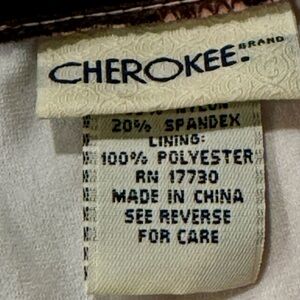 CHEROKEE.
BRAND
NYLON
20% SPANDEX
LINING:
100% POLYESTER
RN 17730
MADE IN CHINA
SEE REVERSE
FOR CARE